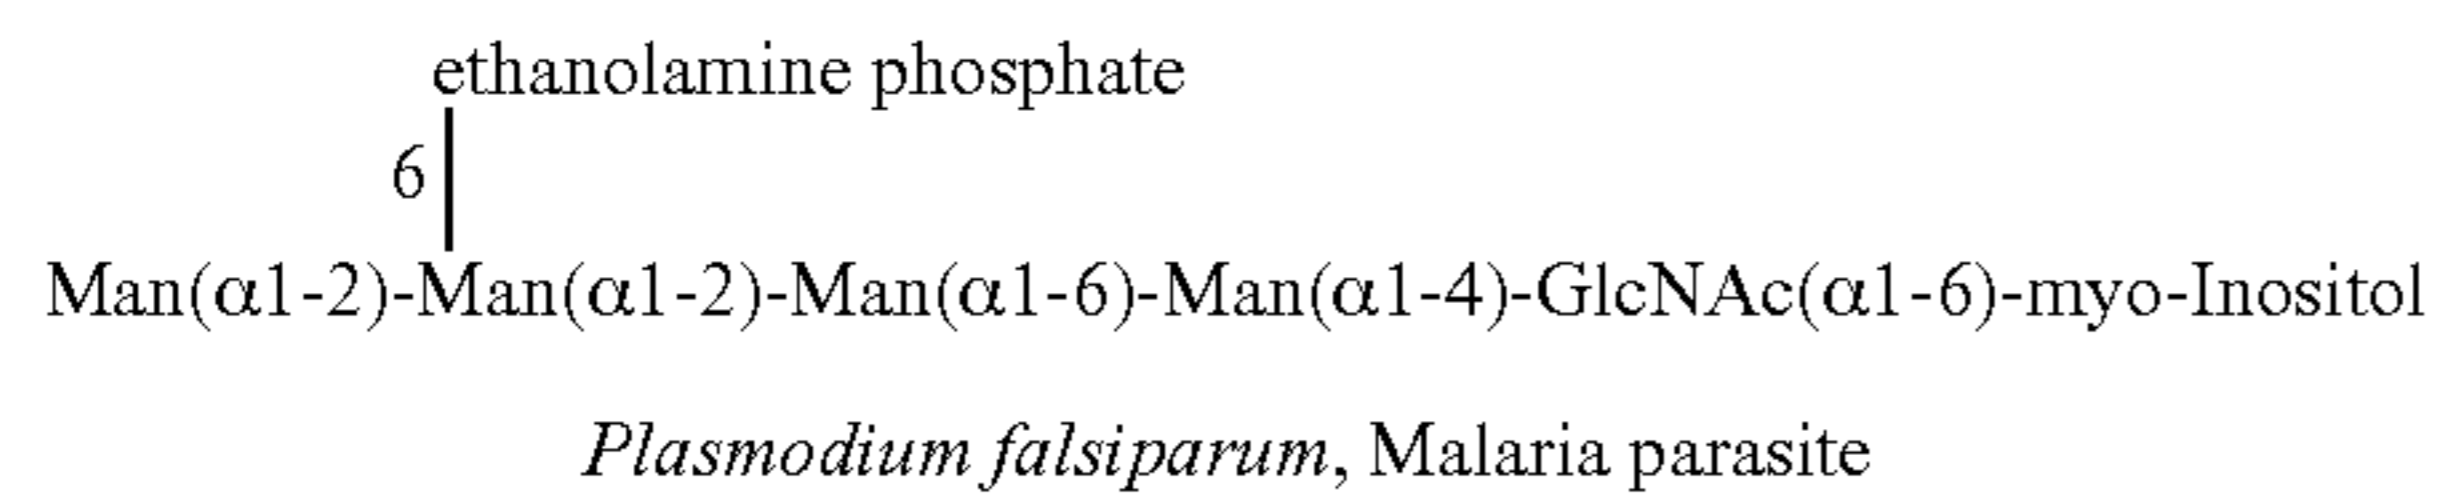 ethanolamine phosphate
6
Man(α1-2)-Man(α1-2)-Man(α1-6)-Man(α1-4)-GlcNAc(α1-6)-myo-Inositol
Plasmodium falsiparum, Malaria parasite